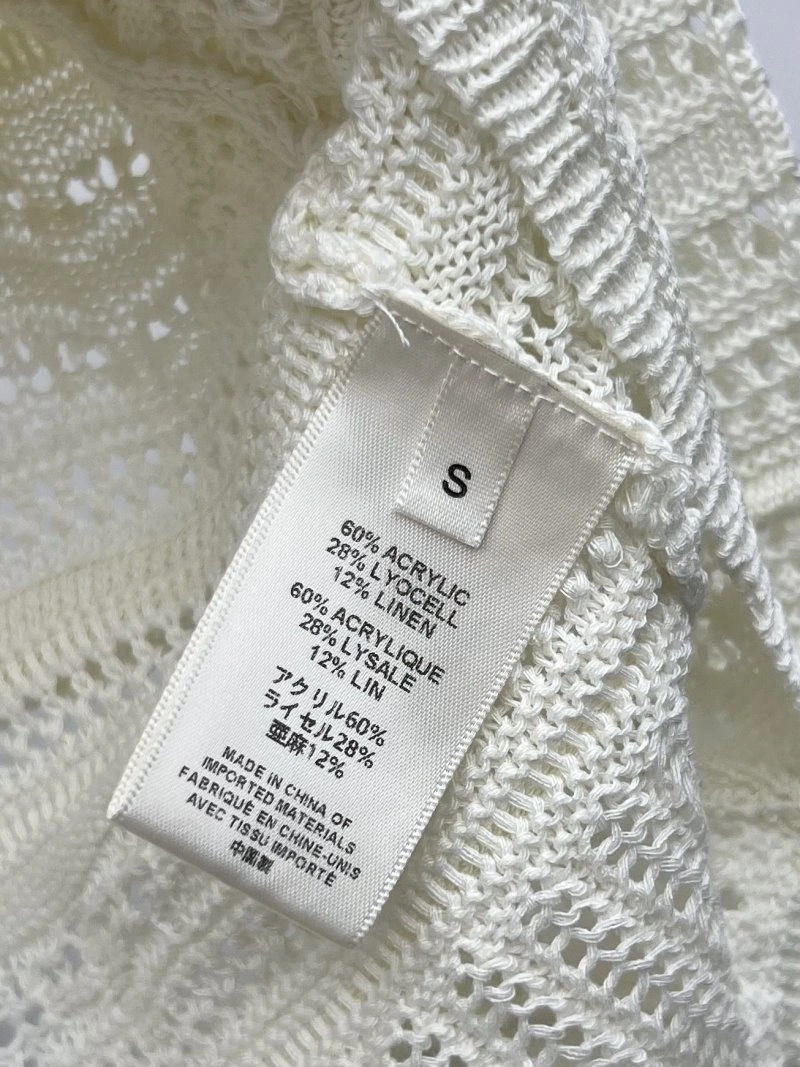 S
60% ACRYLIC
28% LYOCELL
12% LINEN
60% ACRYLIQUE
28% LYSALE
12% LIN
アクリル60%
ライセル28%
亜麻12%
MADE IN CHINA OF
IMPORTED MATERIALS
FABRIQUÉ EN CHINE-UNIS
AVEC TISSU IMPORTÉ
中国製